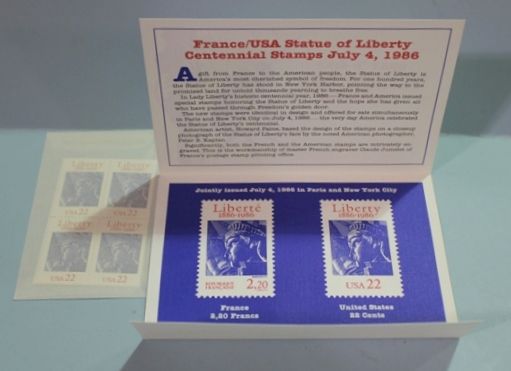 France/USA Statue of Liberty
Centennial Stamps July 4, 1986
A gift from France to the American people, the Statue of Liberty is
America's most cherished symbol of freedom. For one hundred years,
the Statue of Liberty has stood in New York Harbor, pointing the way to the
promised land for untold thousands yearning to breathe free.
In Lady Liberty's historic centennial year, 1986— France and America issued
special stamps honoring the Statue of Liberty and the hope she has given all
who have passed through Freedom's golden door.
The new stamps were identical in design and offered for sale simultaneously
in Paris and New York City on July 4, 1986— the very day America celebrated
the Statue of Liberty's centennial.
American artist, Howard Paine, based the design of the stamps on a closeup
photograph of the Statue of Liberty's face by the noted American photographer,
Peter B. Kaplan.
Significantly, both the French and the American stamps are intricately en-
graved. This is the workmanship of master French engraver Claude Jumelet of
France's postage stamp printing office.
Jointly issued July 4, 1986 in Paris and New York City
Liberté
1886-1986
REPUBLIQUE
FRANÇAISE
2,20
France
2,20 Francs
Liberty
1886-1986
USA 22
United States
22 Cents
Liberty
Liberty
USA 22
Liberty
Liberty
USA 22
USA 22